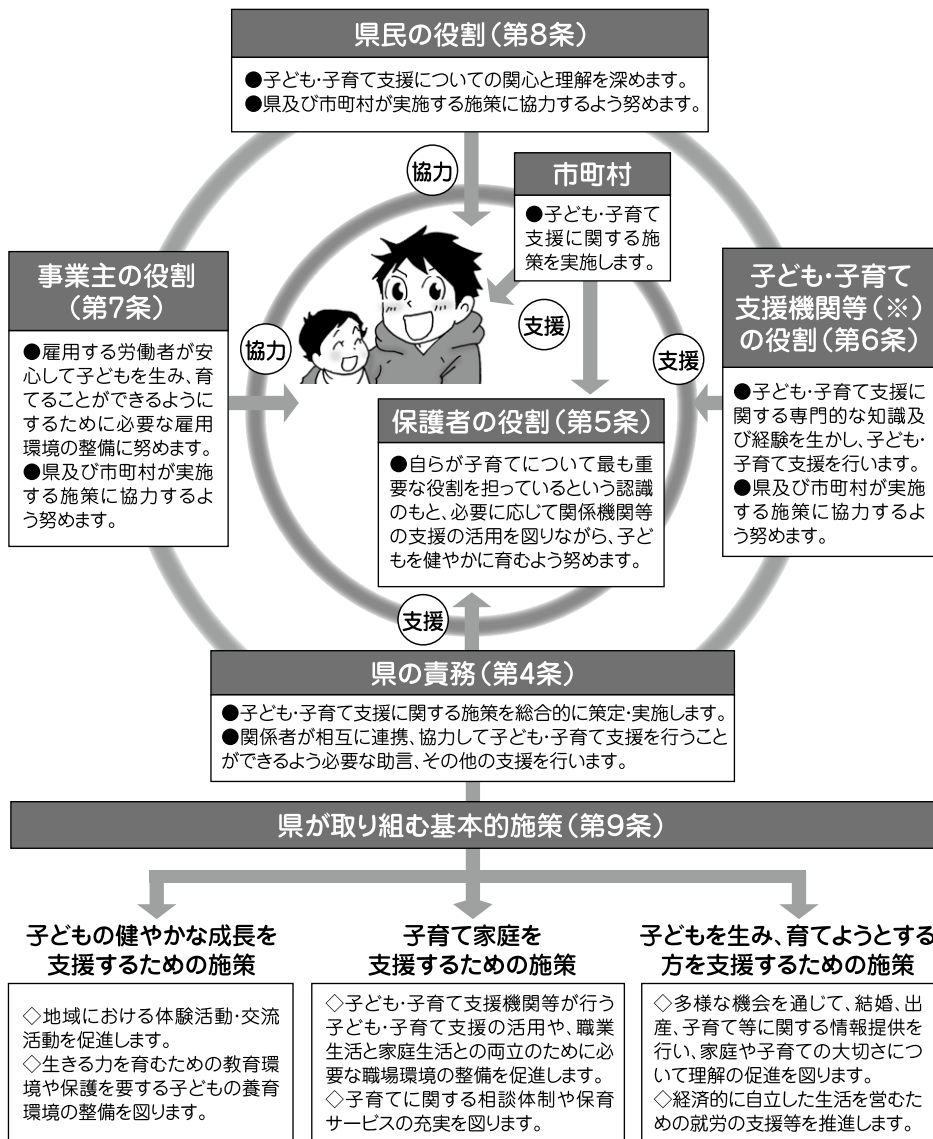 県民の役割（第8条）
●子ども・子育て支援についての関心と理解を深めます。
●県及び市町村が実施する施策に協力するよう努めます。
協力
市町村
●子ども・子育て
支援に関する施
策を実施します。
支援
事業主の役割
（第7条）
●雇用する労働者が安
心して子どもを生み、育
てることができるように
するために必要な雇用
環境の整備に努めます。
●県及び市町村が実施
する施策に協力するよ
う努めます。
協力
子ども・子育て
支援機関等（※）
の役割（第6条）
●子ども・子育て支援に
関する専門的な知識及
び経験を生かし、子ども・
子育て支援を行います。
●県及び市町村が実施
する施策に協力するよ
う努めます。
支援
保護者の役割（第5条）
●自らが子育てについて最も重
要な役割を担っているという認識
のもと、必要に応じて関係機関等
の支援の活用を図りながら、子ど
もを健やかに育むよう努めます。
支援
県の責務（第4条）
●子ども・子育て支援に関する施策を総合的に策定・実施します。
●関係者が相互に連携、協力して子ども・子育て支援を行うこと
ができるよう必要な助言、その他の支援を行います。
県が取り組む基本的施策（第9条）
子どもの健やかな成長を
支援するための施策
◇地域における体験活動・交流
活動を促進します。
◇生きる力を育むための教育環
境や保護を要する子どもの養育
環境の整備を図ります。
子育て家庭を
支援するための施策
◇子ども・子育て支援機関等が行う
子ども・子育て支援の活用や、職業
生活と家庭生活との両立のために必
要な職場環境の整備を促進します。
◇子育てに関する相談体制や保育
サービスの充実を図ります。
子どもを生み、育てようとする
方を支援するための施策
◇多様な機会を通じて、結婚、出
産、子育て等に関する情報提供を
行い、家庭や子育ての大切さにつ
いて理解の促進を図ります。
◇経済的に自立した生活を営むた
めの就労の支援等を推進します。